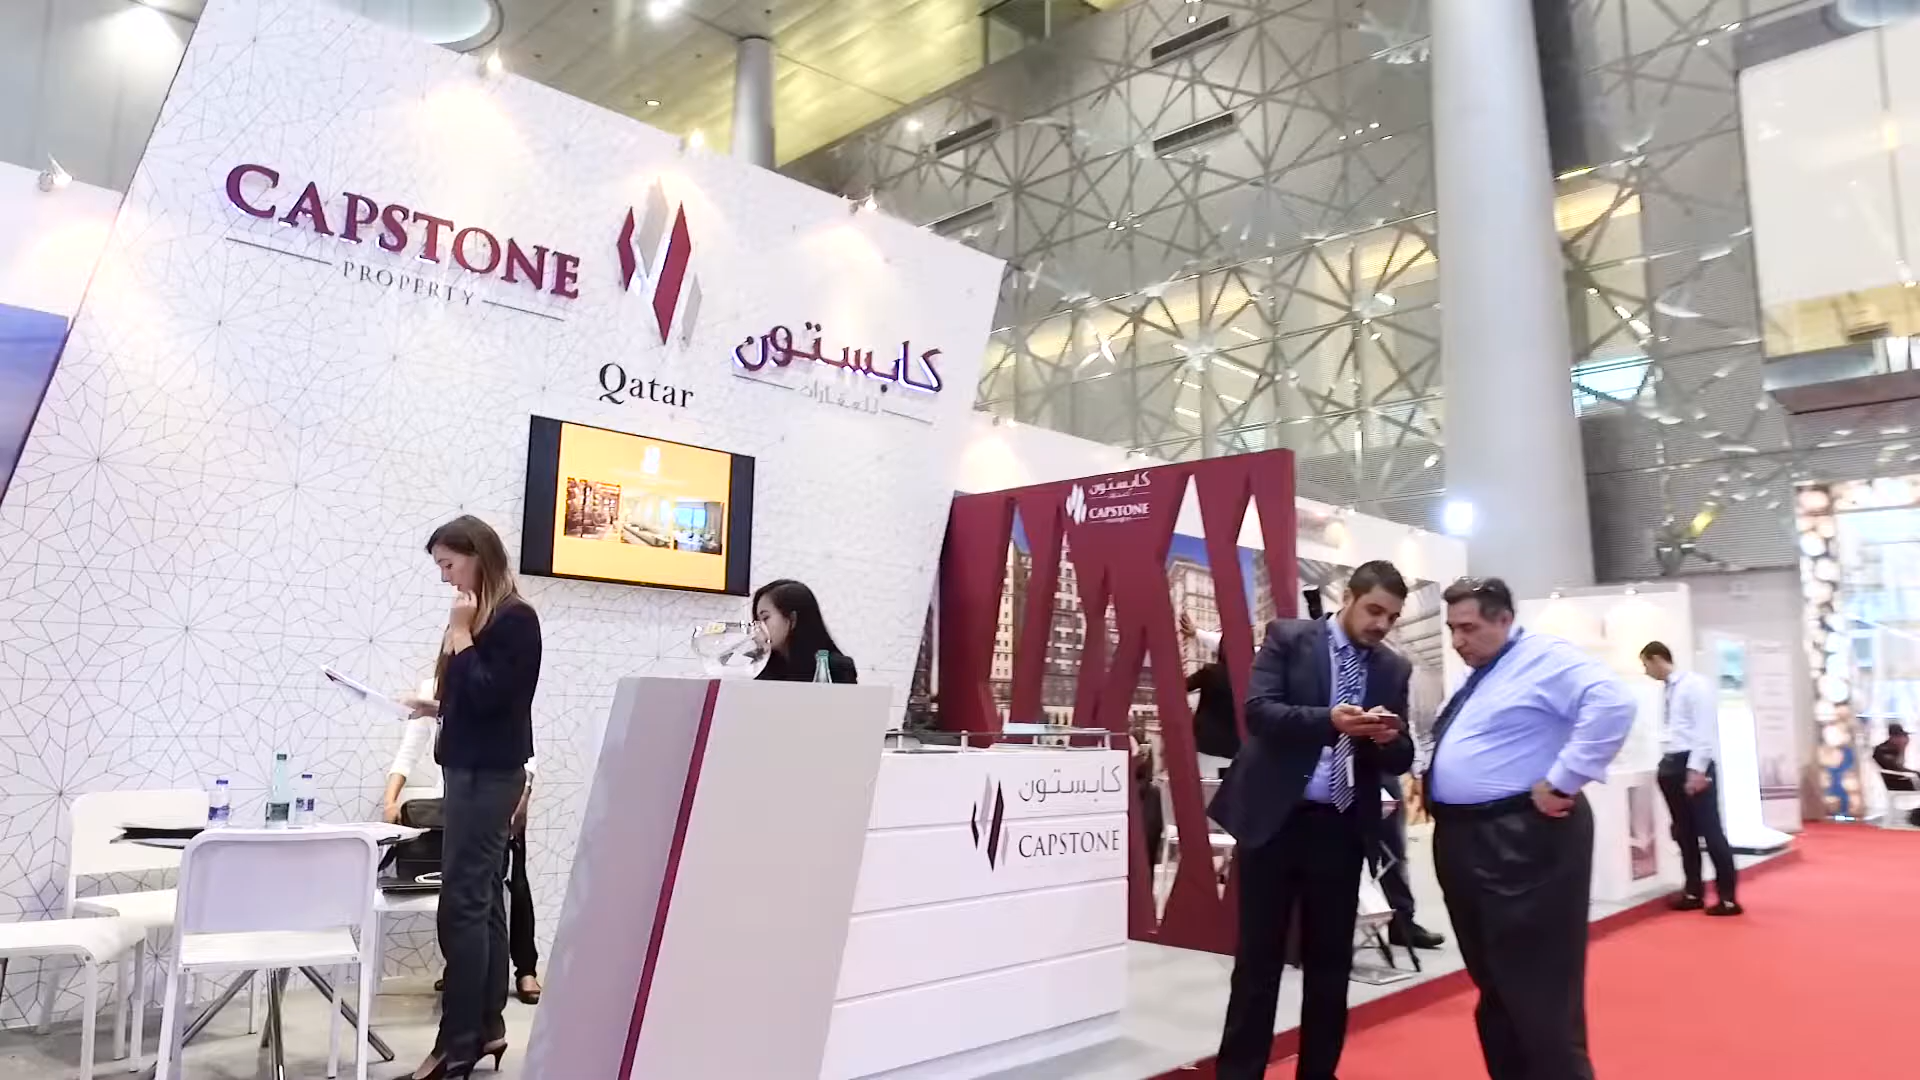 CAPSTONE
PROPERTY
Qatar
كابستون
للعقارات
كابستون
CAPSTONE
كابستون
CAPSTONE